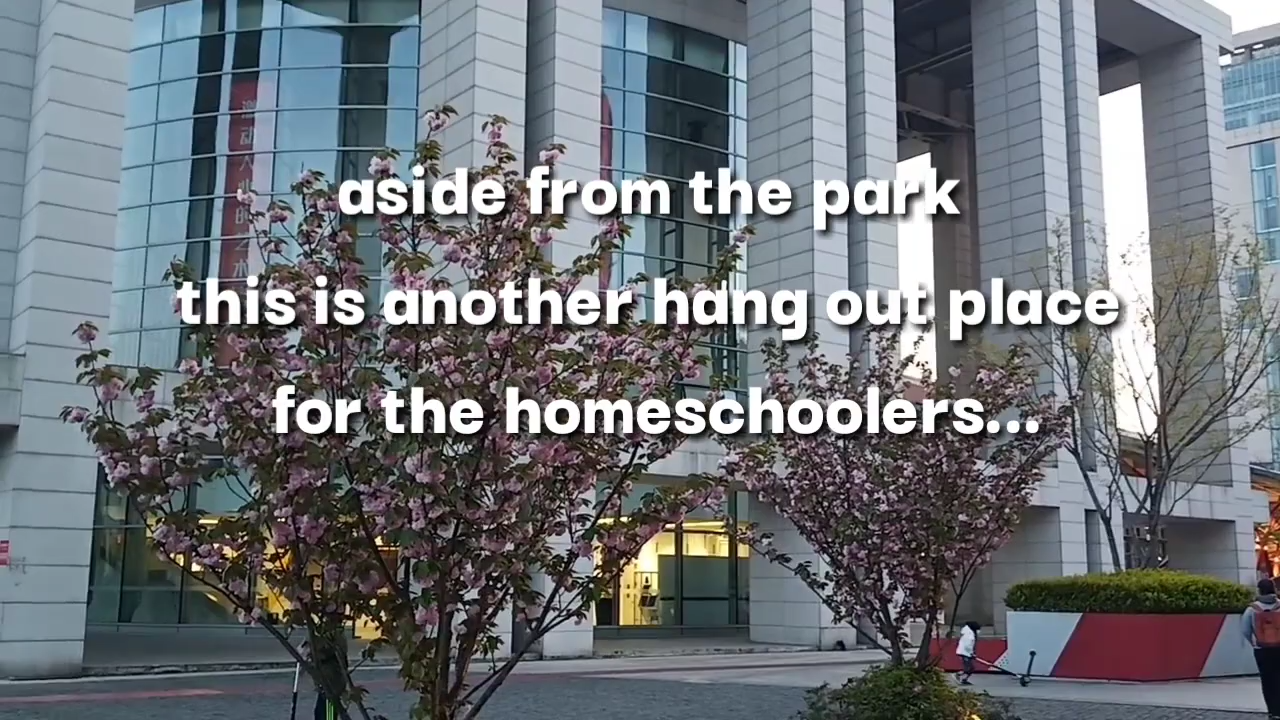 aside from the park
this is another hang out place
for the homeschoolers...